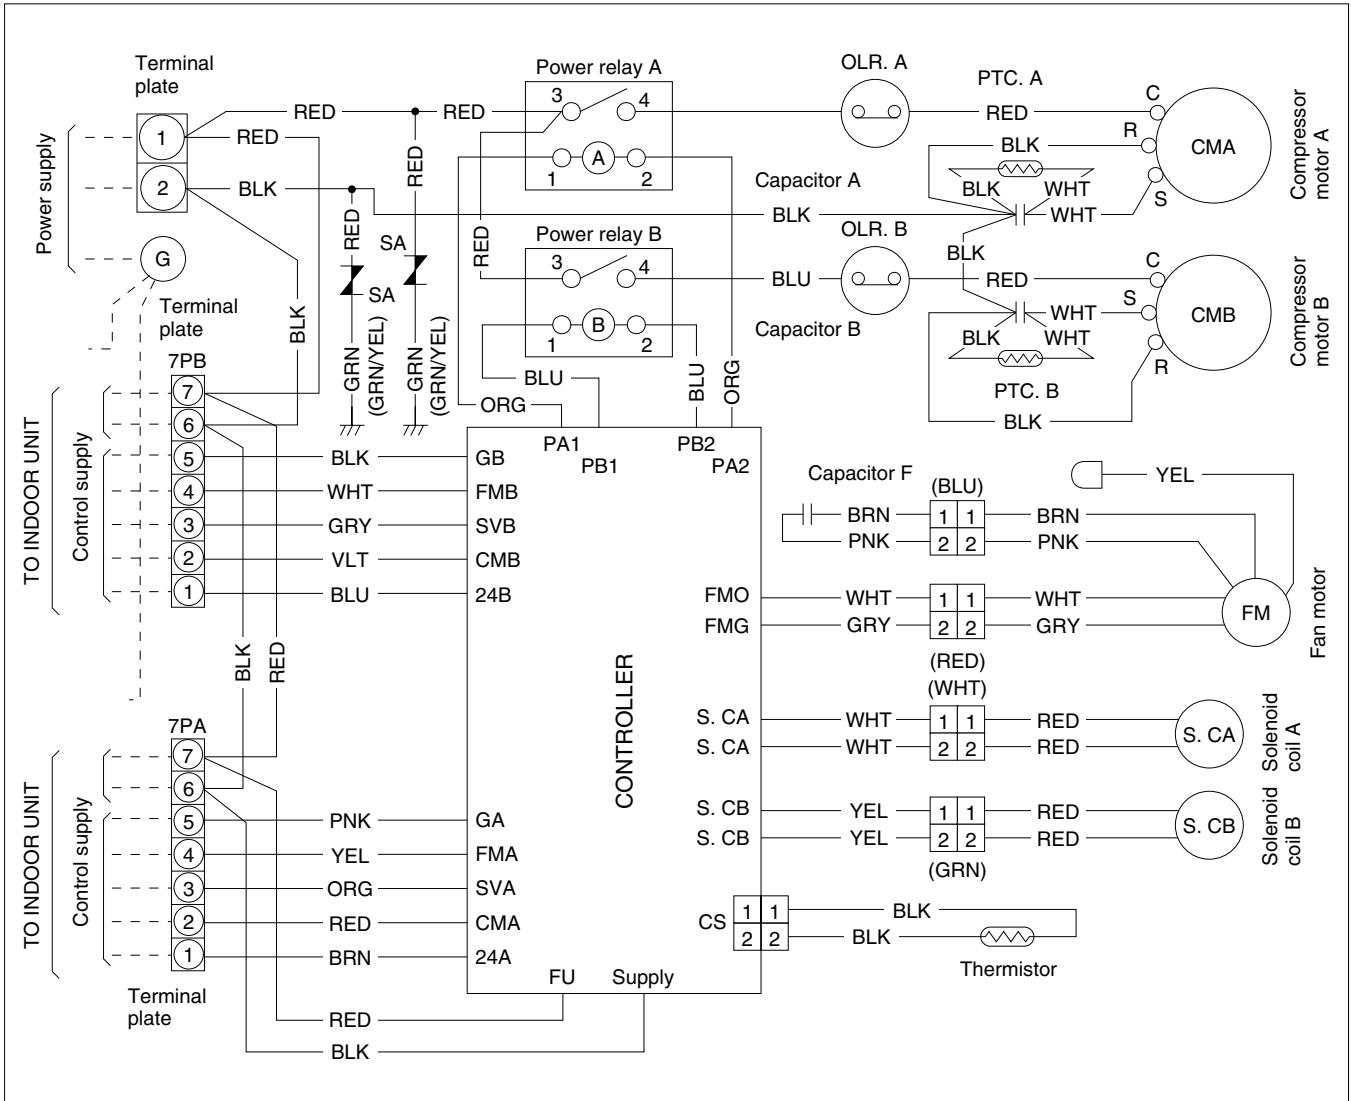 Terminal
plate
Power supply
1
2
G
RED
RED
RED
BLK
RED
RED
SA
SA
GRN
(GRN/YEL)
GRN
(GRN/YEL)
BLK
Power relay A
3
4
A
1
2
RED
Power relay B
3
4
B
1
2
BLU
ORG
BLU
ORG
OLR. A
PTC. A
RED
C
R
S
CMA
Compressor
motor A
BLK
BLK
WHT
WHT
Capacitor A
BLK
OLR. B
BLU
BLK
RED
C
S
R
CMB
Compressor
motor B
WHT
BLK
WHT
Capacitor B
PTC. B
BLK
Terminal
plate
7PB
TO INDOOR UNIT
Control supply
7
6
5
4
3
2
1
BLK
WHT
GRY
VLT
BLU
GB
FMB
SVB
CMB
24B
PA1
PB1
PB2
PA2
BLK
RED
CONTROLLER
Capacitor F
(BLU)
YEL
BRN
1 1
BRN
PNK
2 2
PNK
FMO
WHT
1 1
WHT
FMG
GRY
2 2
GRY
FM
Fan motor
(RED)
(WHT)
S. CA
WHT
1 1
RED
S. CA
WHT
2 2
RED
S. CA
Solenoid
coil A
S. CB
YEL
1 1
RED
S. CB
YEL
2 2
RED
S. CB
Solenoid
coil B
(GRN)
CS
1 1
BLK
2 2
BLK
Thermistor
7PA
TO INDOOR UNIT
Control supply
7
6
5
4
3
2
1
PNK
YEL
ORG
RED
BRN
GA
FMA
SVA
CMA
24A
FU
Supply
Terminal
plate
RED
BLK